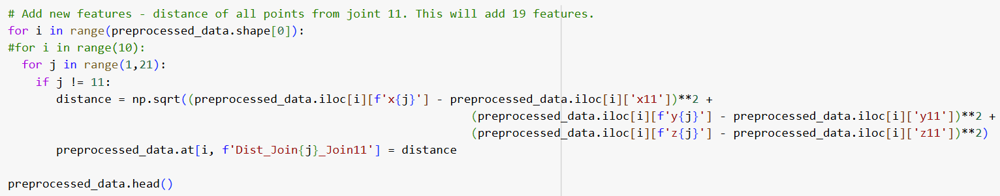 # Add new features - distance of all points from joint 11. This will add 19 features.
for i in range(preprocessed_data.shape[0]):
#for i in range(10):
  for j in range(1,21):
    if j != 11:
       distance = np.sqrt((preprocessed_data.iloc[i][f'x{j}'] - preprocessed_data.iloc[i]['x11'])**2 +
                                                                   (preprocessed_data.iloc[i][f'y{j}'] - preprocessed_data.iloc[i]['y11'])**2 +
                                                                   (preprocessed_data.iloc[i][f'z{j}'] - preprocessed_data.iloc[i]['z11'])**2)
       preprocessed_data.at[i, f'Dist_Join{j}_Join11'] = distance

preprocessed_data.head()